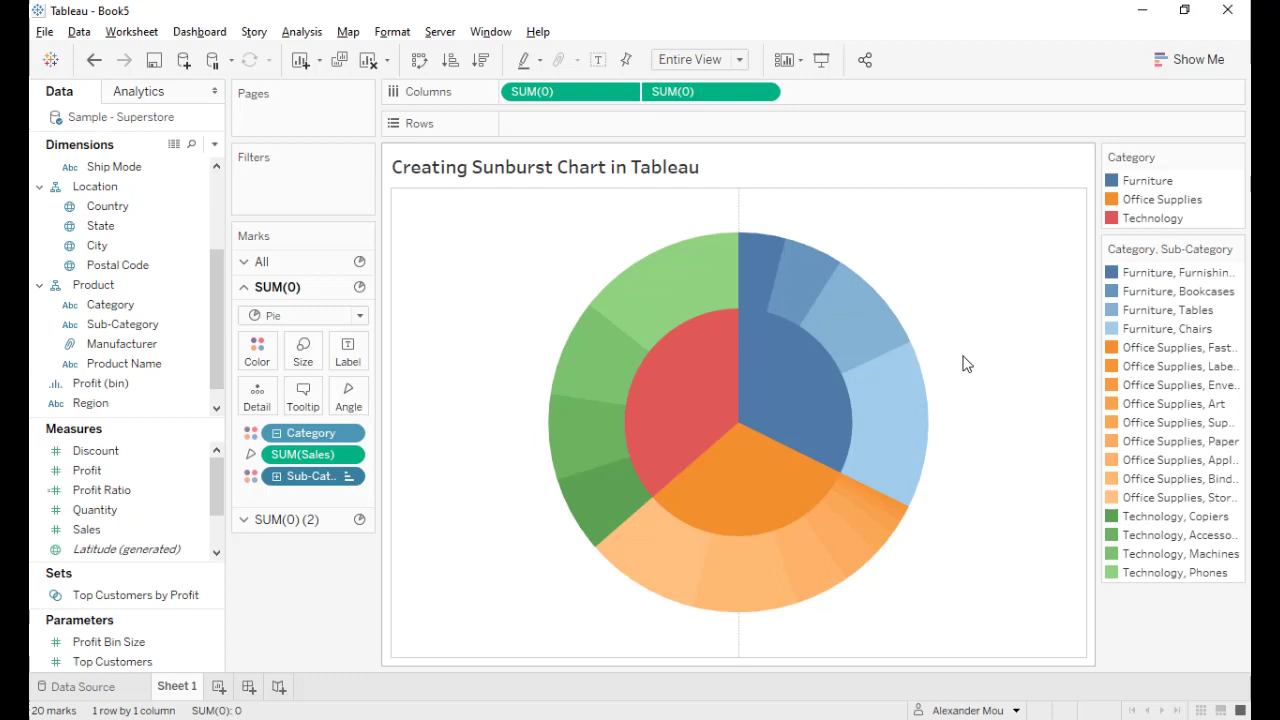 Tableau - Book5
File Data Worksheet Dashboard Story Analysis Map Format Server Window Help
Entire View
Show Me
Data Analytics
Sample - Superstore
Dimensions
Abc Ship Mode
Location
Country
State
City
Postal Code
Product
Abc Category
Abc Sub-Category
Manufacturer
Abc Product Name
Profit (bin)
Abc Region
Measures
Discount
Profit
Profit Ratio
Quantity
Sales
Latitude (generated)
Sets
Top Customers by Profit
Parameters
Profit Bin Size
Top Customers
Pages
Filters
Marks
All
SUM(0)
Pie
Color Size Label
Detail Tooltip Angle
Category
SUM(Sales)
Sub-Cat..
SUM(0) (2)
Columns SUM(0) SUM(0)
Rows
Creating Sunburst Chart in Tableau
Category
Furniture
Office Supplies
Technology
Category, Sub-Category
Furniture, Furnishin..
Furniture, Bookcases
Furniture, Tables
Furniture, Chairs
Office Supplies, Fast..
Office Supplies, Labe..
Office Supplies, Enve..
Office Supplies, Art
Office Supplies, Sup..
Office Supplies, Paper
Office Supplies, Appl..
Office Supplies, Bind..
Office Supplies, Stor..
Technology, Copiers
Technology, Accesso..
Technology, Machines
Technology, Phones
Data Source Sheet 1
20 marks 1 row by 1 column SUM(0): 0
Alexander Mou